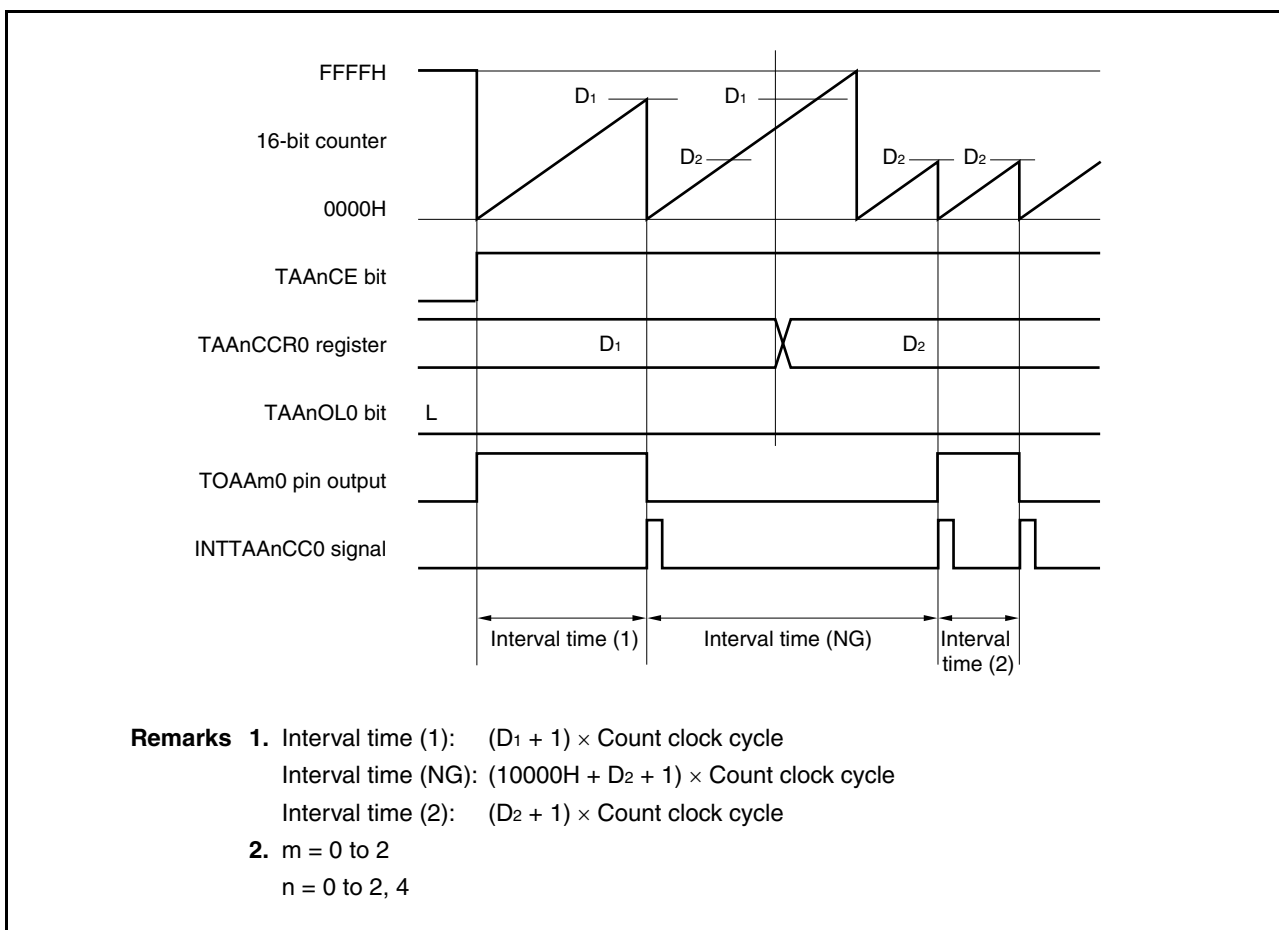 FFFFH
D1 D1
16-bit counter
D2 D2 D2
0000H
TAAnCE bit
TAAnCCR0 register D1 D2
TAAnOL0 bit L
TOAAm0 pin output
INTTAAnCC0 signal
Interval time (1) Interval time (NG) Interval
time (2)
Remarks 1. Interval time (1): (D1 + 1) × Count clock cycle
Interval time (NG): (10000H + D2 + 1) × Count clock cycle
Interval time (2): (D2 + 1) × Count clock cycle
2. m = 0 to 2
n = 0 to 2, 4